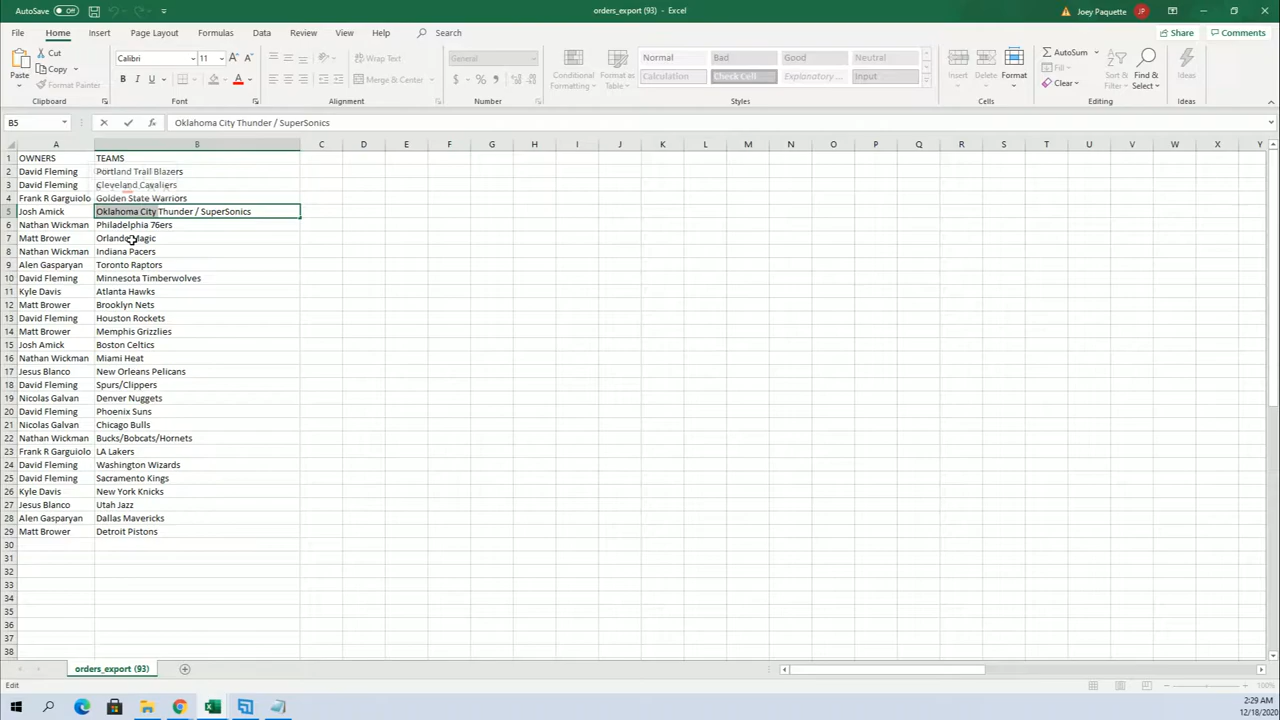 AutoSave Off
orders_export (93) - Excel
Joey Paquette JP
File Home Insert Page Layout Formulas Data Review View Help Search Share Comments
Paste Cut Copy Format Painter Clipboard
Calibri 11 B I U A Font
Wrap Text Merge & Center Alignment
General $ % , Number
Conditional Formatting Format as Table
Normal Bad Good Neutral
Calculation Check Cell Explanatory ... Input
Styles
Insert Delete Format Cells
AutoSum Fill Clear Sort & Filter Find & Select Editing
Ideas Ideas
B5 fx Oklahoma City Thunder / SuperSonics
A B C D E F G H I J K L M N O P Q R S T U V W X Y
1 OWNERS TEAMS
2 David Fleming Portland Trail Blazers
3 David Fleming Cleveland Cavaliers
4 Frank R Garguiolo Golden State Warriors
5 Josh Amick Oklahoma City Thunder / SuperSonics
6 Nathan Wickman Philadelphia 76ers
7 Matt Brower Orlando Magic
8 Nathan Wickman Indiana Pacers
9 Alen Gasparyan Toronto Raptors
10 David Fleming Minnesota Timberwolves
11 Kyle Davis Atlanta Hawks
12 Matt Brower Brooklyn Nets
13 David Fleming Houston Rockets
14 Matt Brower Memphis Grizzlies
15 Josh Amick Boston Celtics
16 Nathan Wickman Miami Heat
17 Jesus Blanco New Orleans Pelicans
18 David Fleming Spurs/Clippers
19 Nicolas Galvan Denver Nuggets
20 David Fleming Phoenix Suns
21 Nicolas Galvan Chicago Bulls
22 Nathan Wickman Bucks/Bobcats/Hornets
23 Frank R Garguiolo LA Lakers
24 David Fleming Washington Wizards
25 David Fleming Sacramento Kings
26 Kyle Davis New York Knicks
27 Jesus Blanco Utah Jazz
28 Alen Gasparyan Dallas Mavericks
29 Matt Brower Detroit Pistons
30
31
32
33
34
35
36
37
38
orders_export (93)
Edit 100%
2:29 AM
12/18/2020